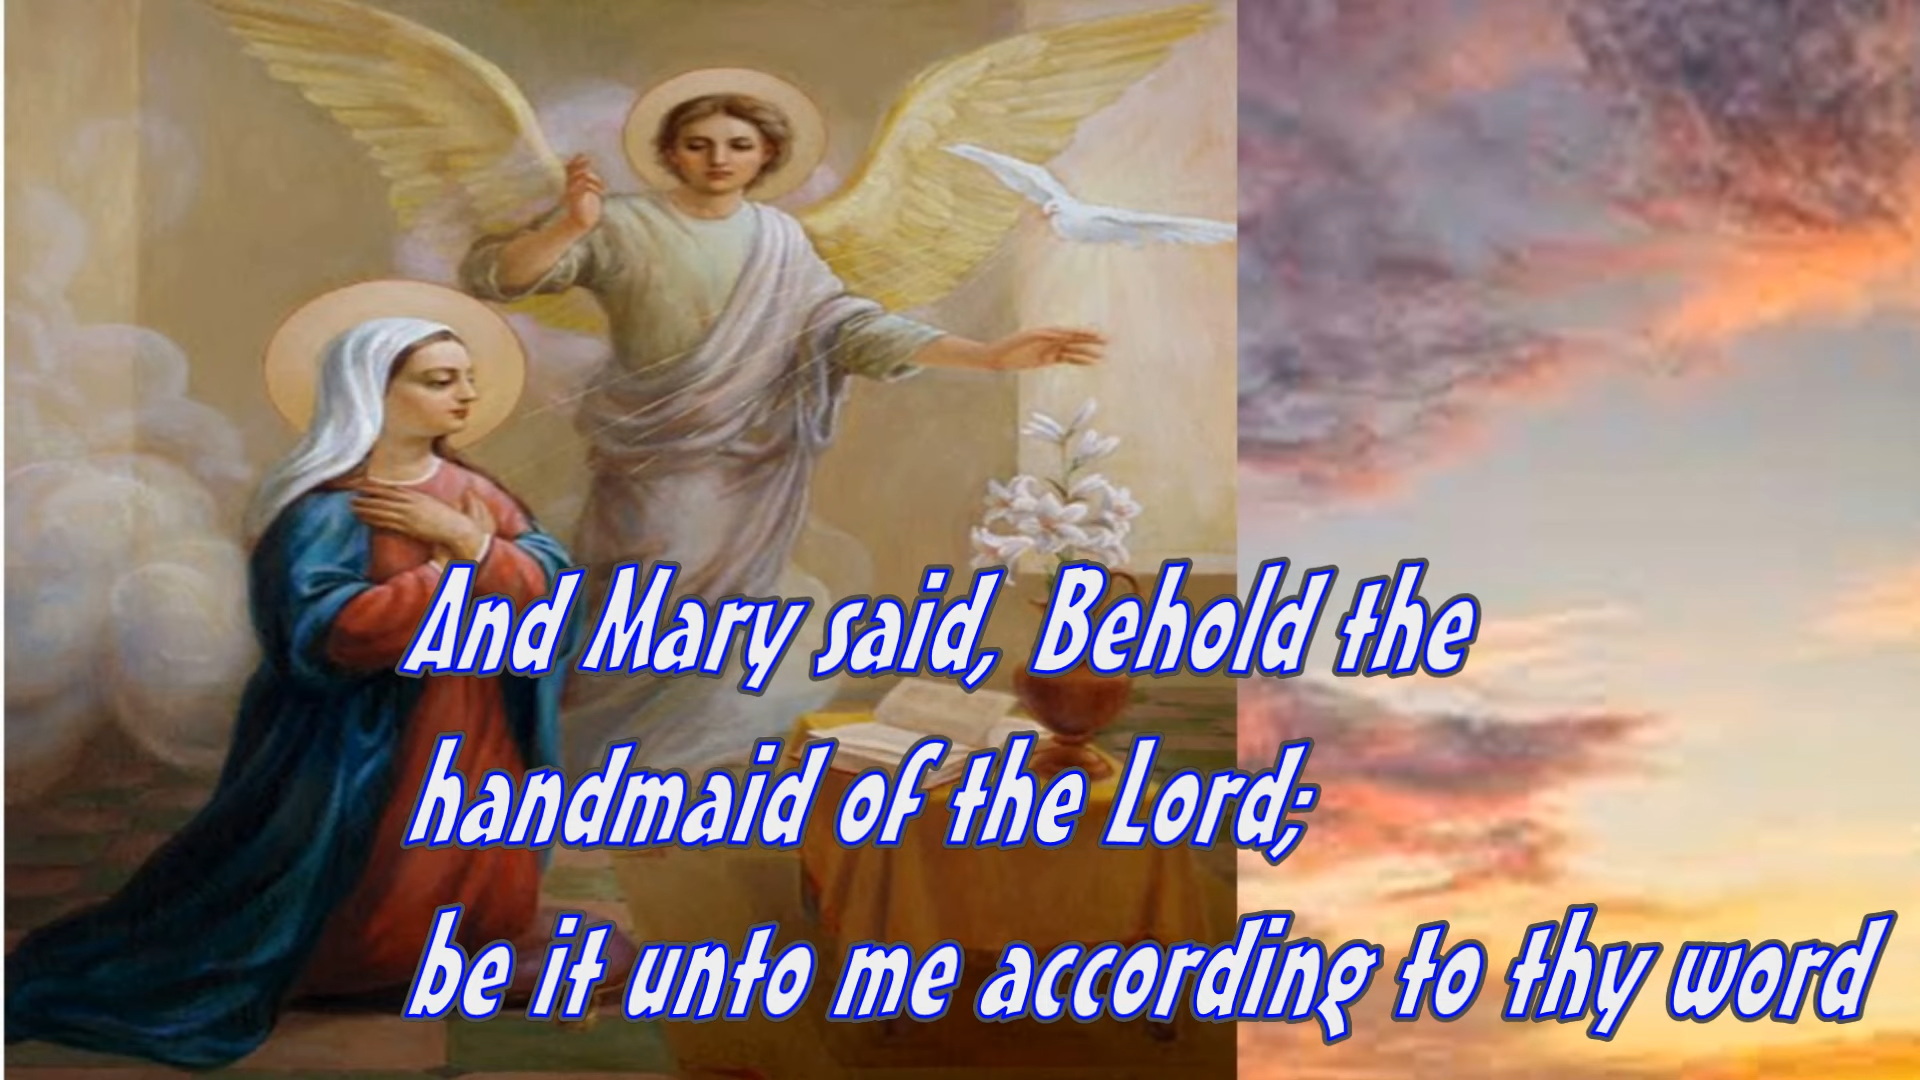 And Mary said, Behold the
handmaid of the Lord;
be it unto me according to thy word